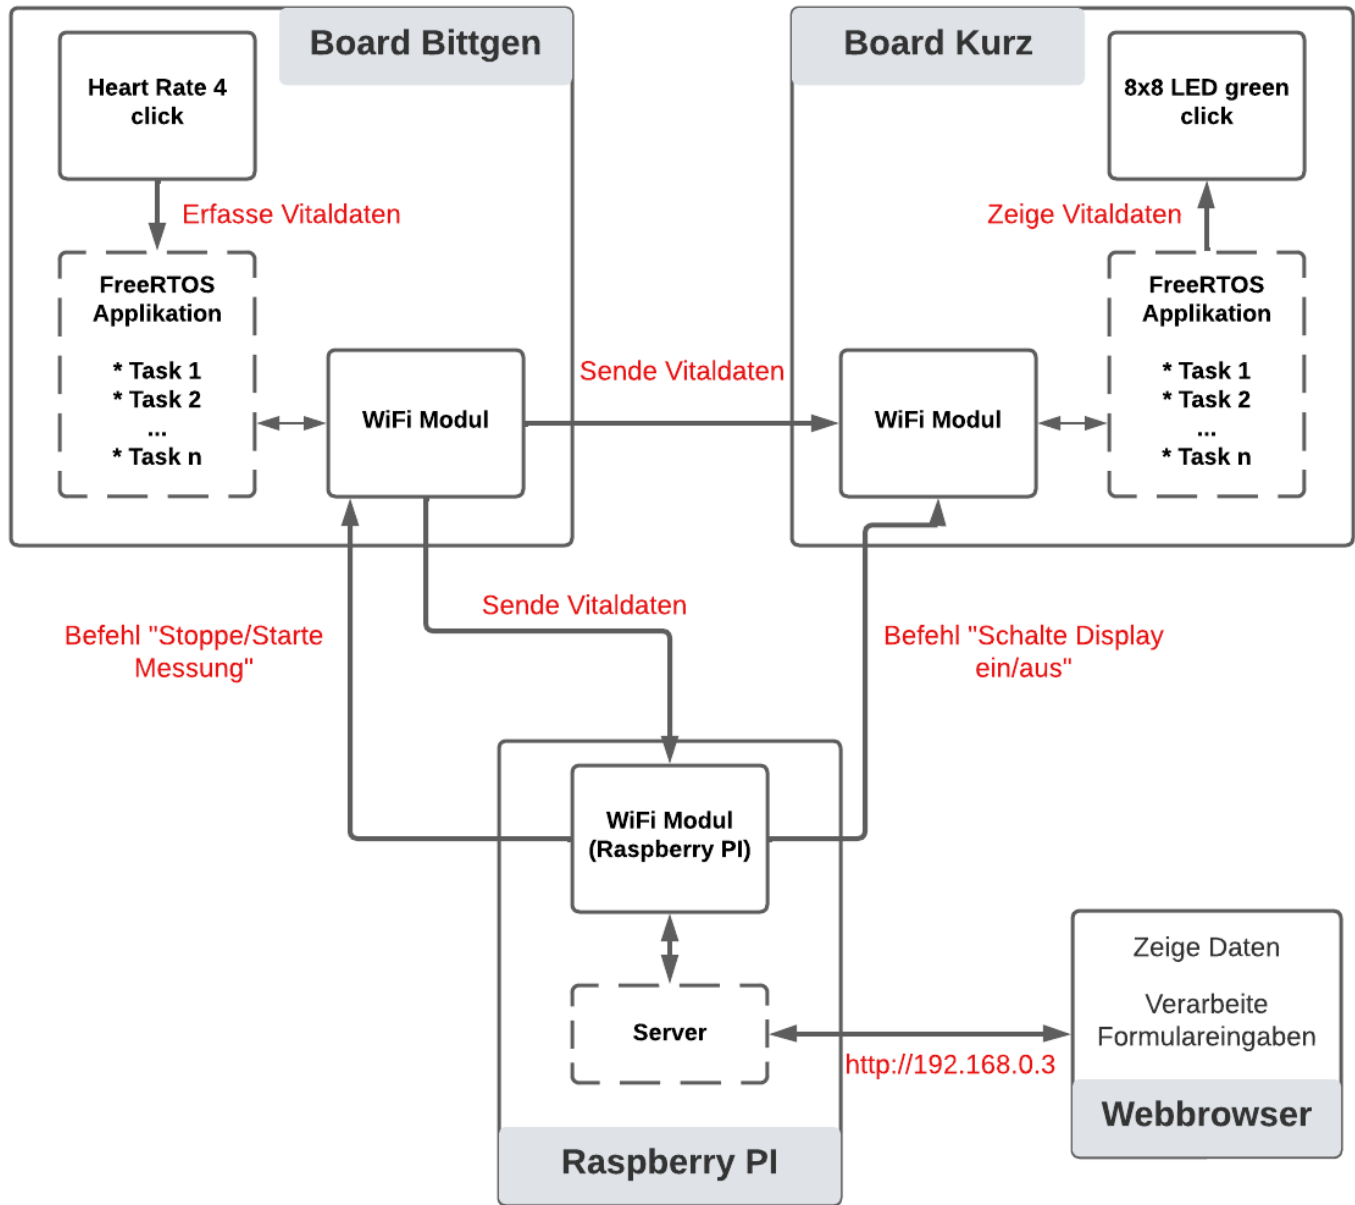 Board Bittgen
Heart Rate 4
click
Erfasse Vitaldaten
FreeRTOS
Applikation
* Task 1
* Task 2
...
* Task n
WiFi Modul
Sende Vitaldaten
Board Kurz
8x8 LED green
click
Zeige Vitaldaten
FreeRTOS
Applikation
* Task 1
* Task 2
...
* Task n
WiFi Modul
Befehl "Stoppe/Starte
Messung"
Sende Vitaldaten
Befehl "Schalte Display
ein/aus"
WiFi Modul
(Raspberry PI)
Server
Raspberry PI
http://192.168.0.3
Zeige Daten
Verarbeite
Formulareingaben
Webbrowser